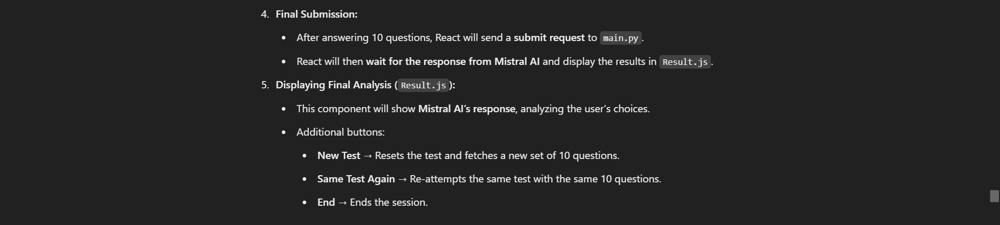 4. Final Submission:
• After answering 10 questions, React will send a submit request to main.py.
• React will then wait for the response from Mistral AI and display the results in Result.js.
5. Displaying Final Analysis (Result.js):
• This component will show Mistral AI’s response, analyzing the user’s choices.
• Additional buttons:
• New Test → Resets the test and fetches a new set of 10 questions.
• Same Test Again → Re-attempts the same test with the same 10 questions.
• End → Ends the session.